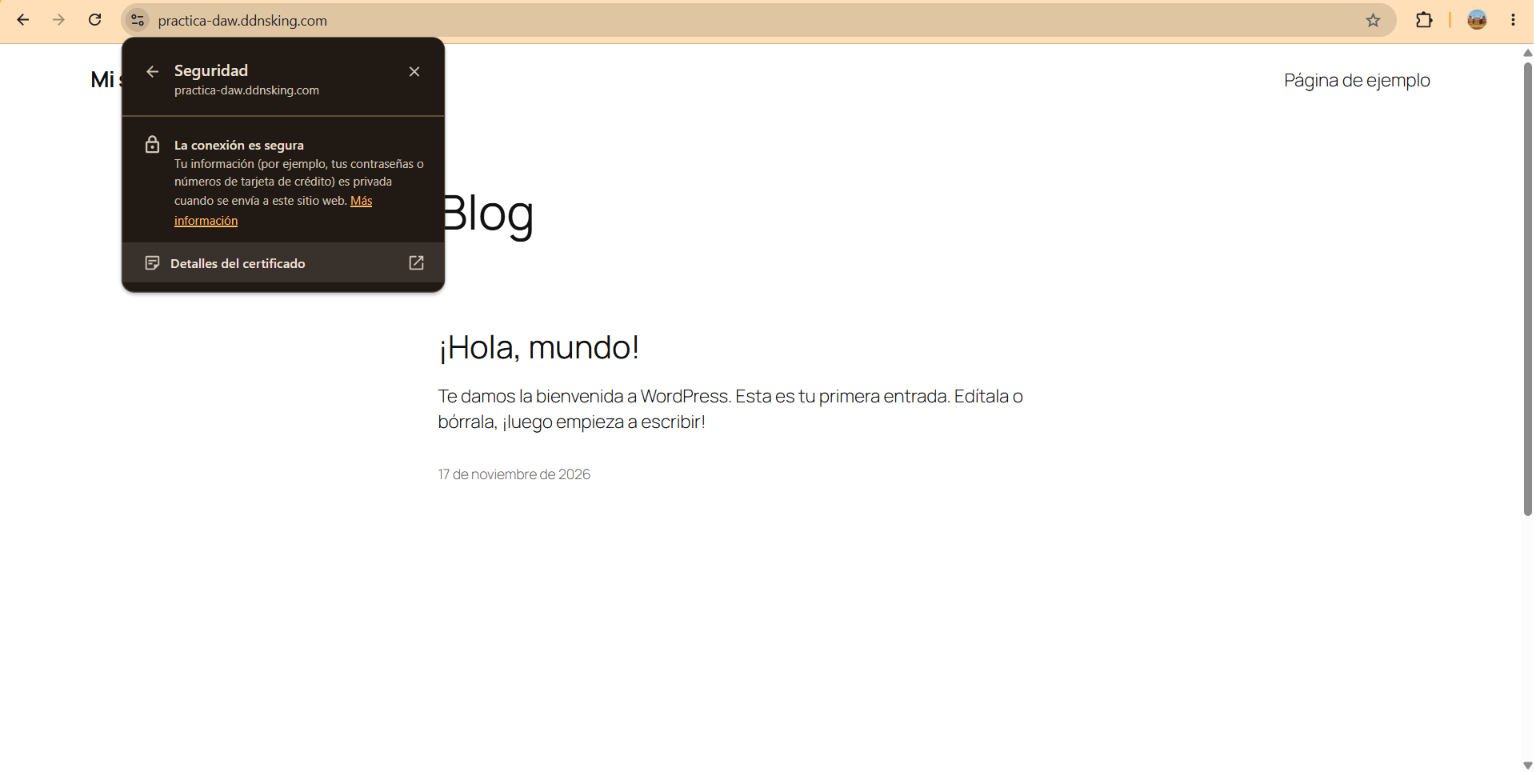 practica-daw.ddnsking.com
Seguridad
practica-daw.ddnsking.com
La conexión es segura
Tu información (por ejemplo, tus contraseñas o
números de tarjeta de crédito) es privada
cuando se envía a este sitio web. Más
información
Detalles del certificado
Mi
Página de ejemplo
Blog
¡Hola, mundo!
Te damos la bienvenida a WordPress. Esta es tu primera entrada. Edítala o
bórrala, ¡luego empieza a escribir!
17 de noviembre de 2026